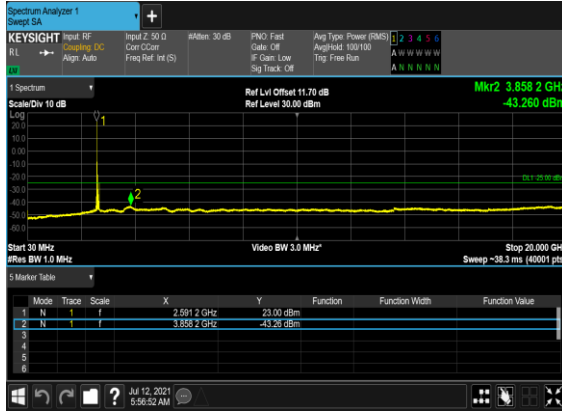 Spectrum Analyzer 1
Swept SA
+
KEYSIGHT Input: RF Input Z: 50 Ω #Atten: 30 dB PNO: Fast Avg Type: Power (RMS) 1 2 3 4 5 6
RL Coupling: DC Corr CCorr Gate: Off Avg|Hold: 100/100 A W W W W W
Align: Auto Freq Ref: Int (S) IF Gain: Low Trig: Free Run
Sig Track: Off A N N N N N
1 Spectrum Ref Lvl Offset 11.70 dB Mkr2 3.858 2 GHz
Scale/Div 10 dB Ref Level 30.00 dBm -43.260 dBm
Log
1
20.0
10.0
0.00
-10.0
-20.0
DL1 -25.00 dBm
-30.0
2
-40.0
-50.0
-60.0
Start 30 MHz Video BW 3.0 MHz* Stop 20.000 GH
#Res BW 1.0 MHz Sweep ~38.3 ms (40001 pts
5 Marker Table
Mode Trace Scale X Y Function Function Width Function Value
1 N 1 f 2.591 2 GHz 23.00 dBm
2 N 1 f 3.858 2 GHz -43.26 dBm
3
4
5
6
? Jul 12, 2021
5:56:52 AM